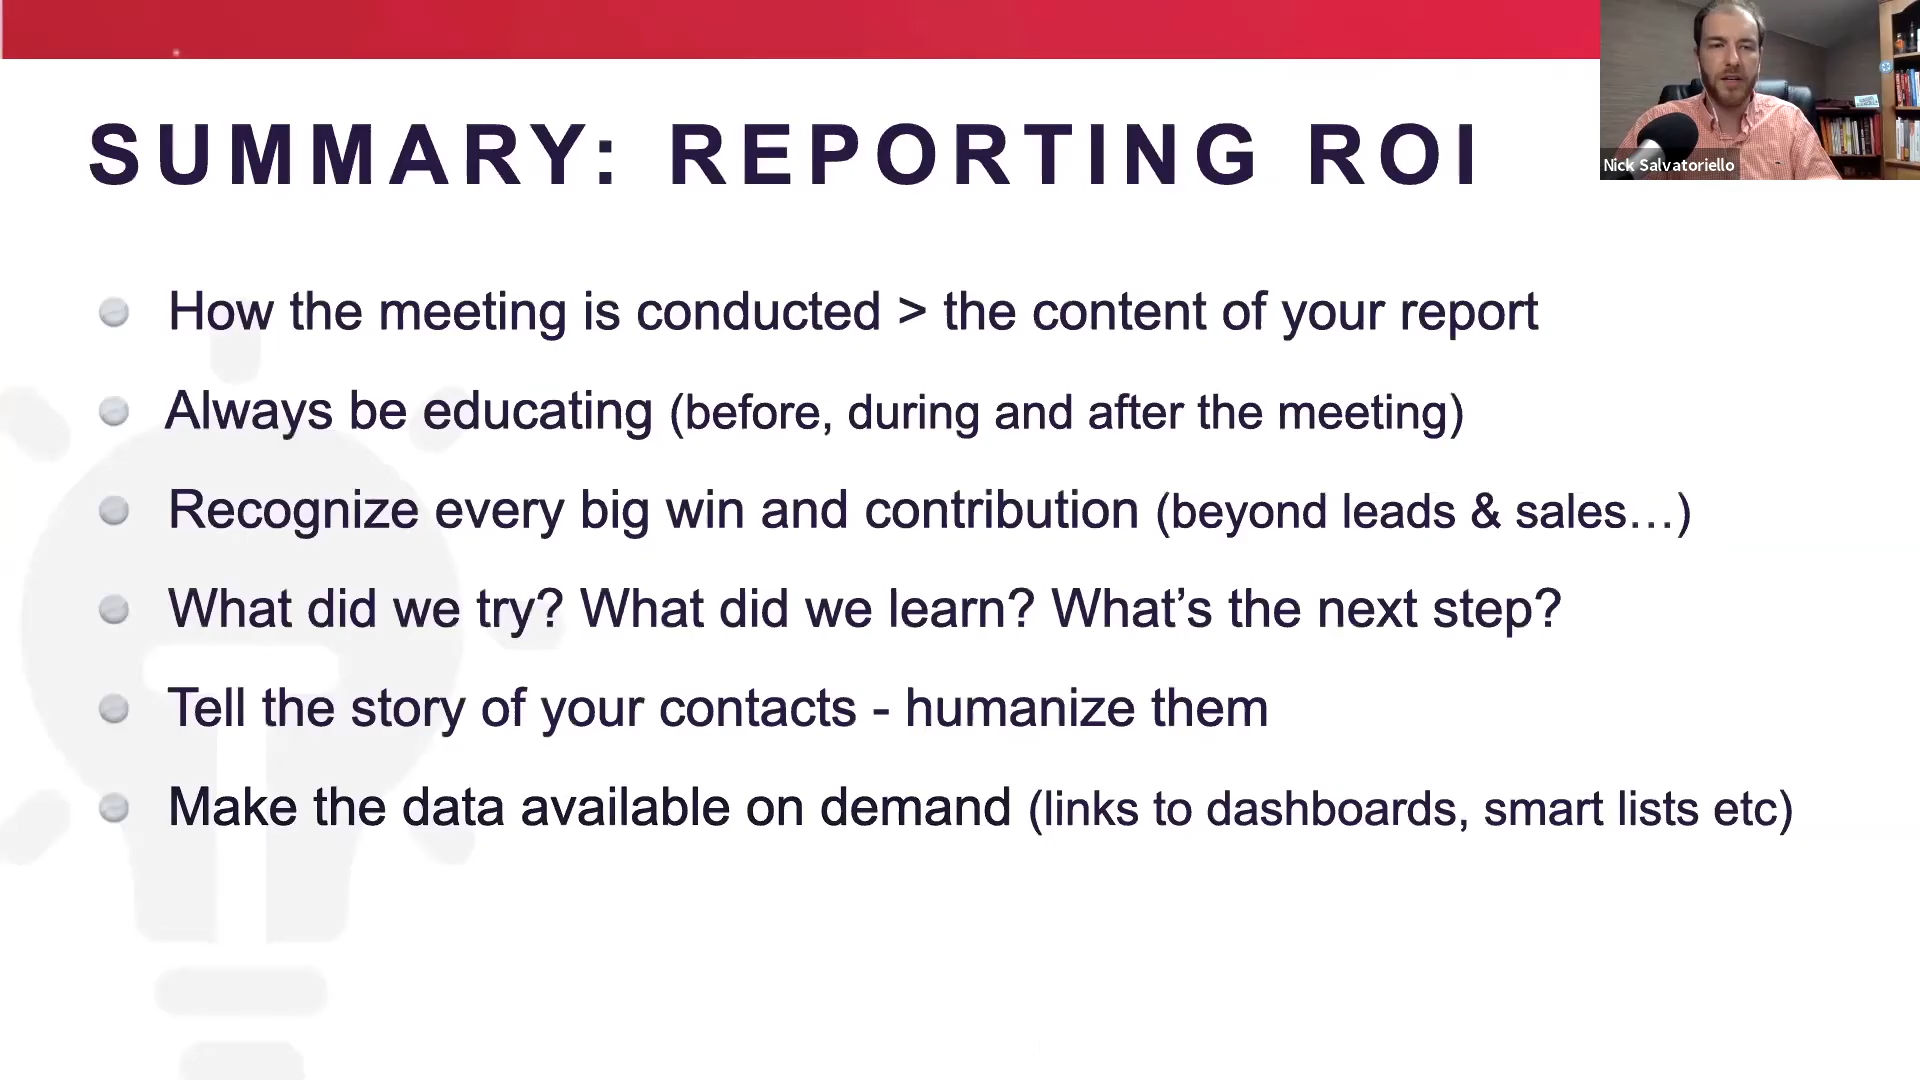 SUMMARY: REPORTING ROI
Nick Salvatoriello
How the meeting is conducted > the content of your report
Always be educating (before, during and after the meeting)
Recognize every big win and contribution (beyond leads & sales…)
What did we try? What did we learn? What’s the next step?
Tell the story of your contacts - humanize them
Make the data available on demand (links to dashboards, smart lists etc)